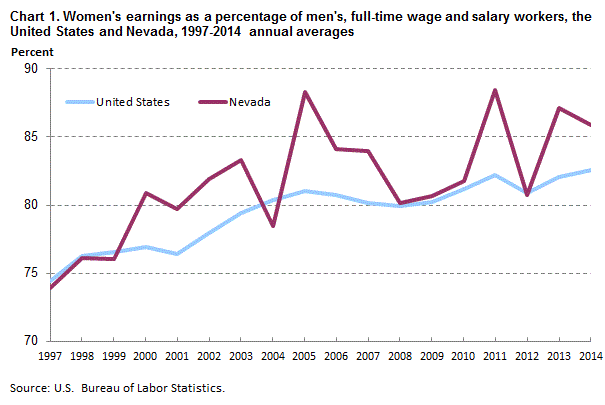 Chart 1. Women's earnings as a percentage of men's, full-time wage and salary workers, the
United States and Nevada, 1997-2014 annual averages
Percent
90
United States Nevada
85
80
75
70
1997 1998 1999 2000 2001 2002 2003 2004 2005 2006 2007 2008 2009 2010 2011 2012 2013 2014
Source: U.S. Bureau of Labor Statistics.